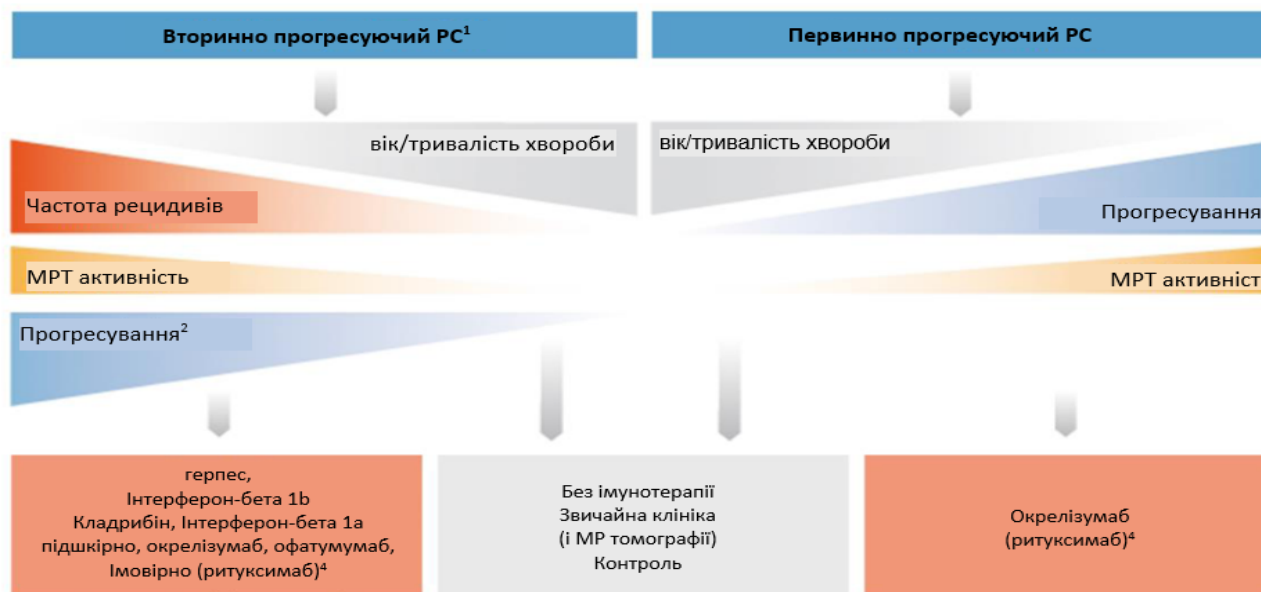 Вторинно прогресуючий РС¹
Первинно прогресуючий РС
вік/тривалість хвороби
вік/тривалість хвороби
Частота рецидивів
Прогресування
МРТ активність
МРТ активніст
Прогресування²
герпес,
Інтерферон-бета 1b
Кладрибін, Інтерферон-бета 1a
підшкірно, окрелізумаб, офатумумаб,
Імовірно (ритуксимаб)⁴
Без імунотерапії
Звичайна клініка
(і МР томографії)
Контроль
Окрелізумаб
(ритуксимаб)⁴